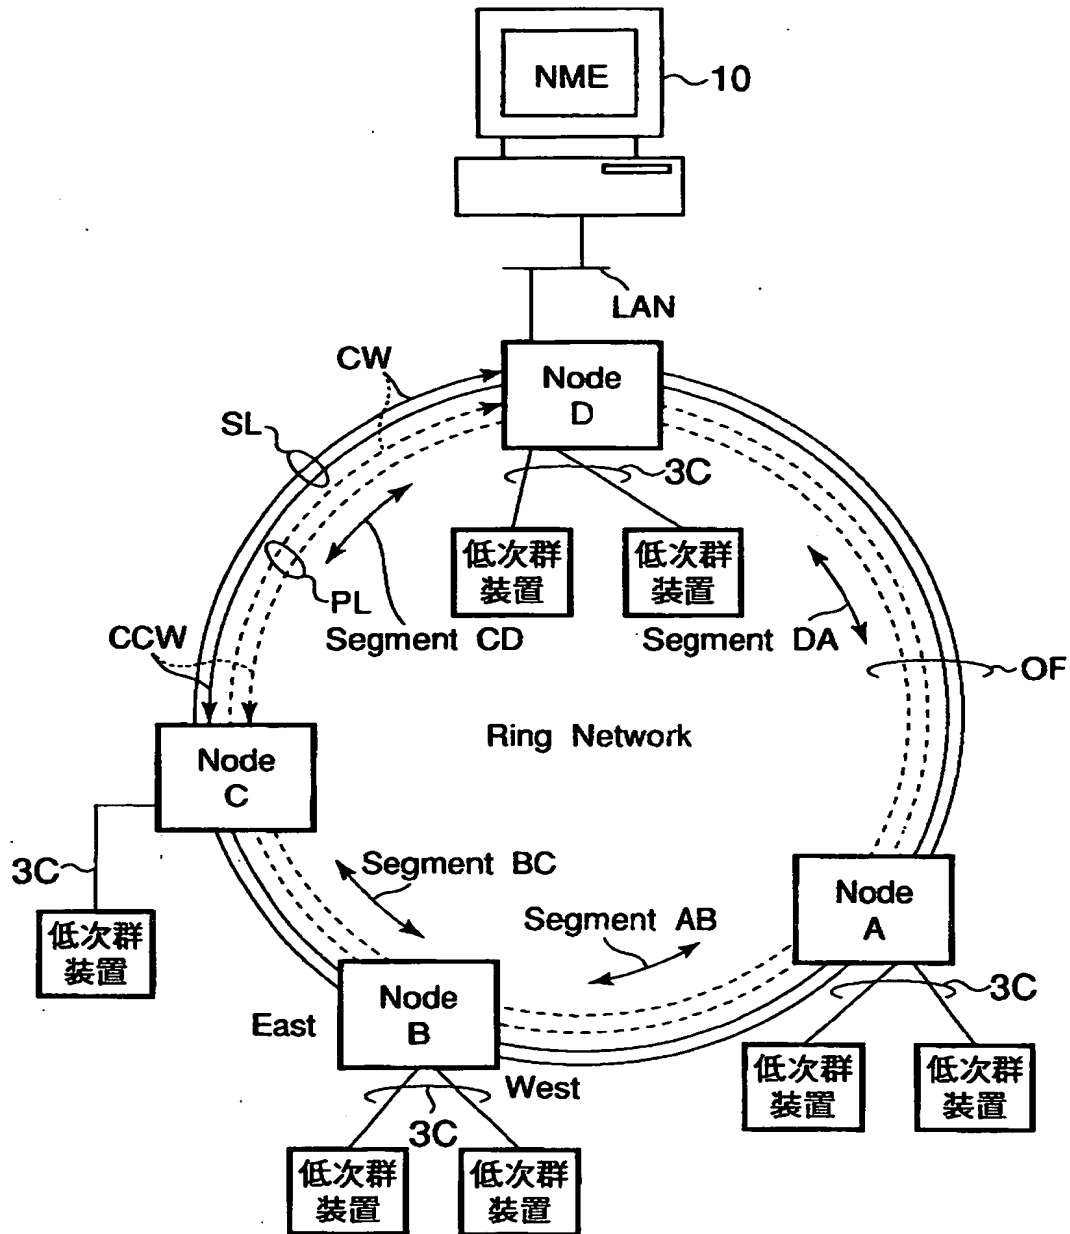 NME
10
LAN
CW
Node
D
SL
3C
低次群
装置
低次群
装置
PL
Segment CD
Segment DA
CCW
OF
Ring Network
Node
C
3C
Segment BC
Node
A
Segment AB
低次群
装置
3C
Node
B
East
West
低次群
装置
低次群
装置
3C
低次群
装置
低次群
装置